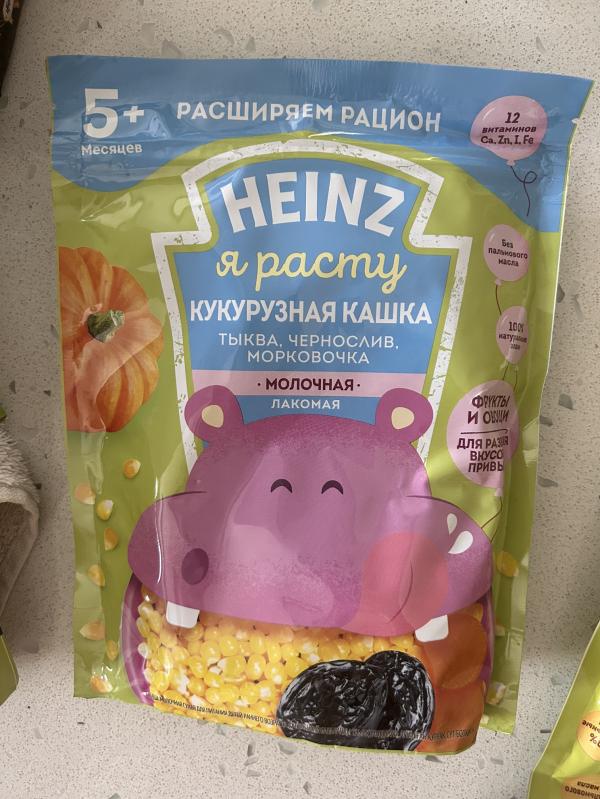 5+
Месяцев
РАСШИРЯЕМ РАЦИОН
12
витаминов
Ca, Zn, I, Fe
HEINZ
я расту
КУКУРУЗНАЯ КАШКА
ТЫКВА, ЧЕРНОСЛИВ,
МОРКОВОЧКА
· МОЛОЧНАЯ ·
ЛАКОМАЯ
Без
пальмового
масла
100%
ФРУКТЫ
И ОВОЩИ
ДЛЯ